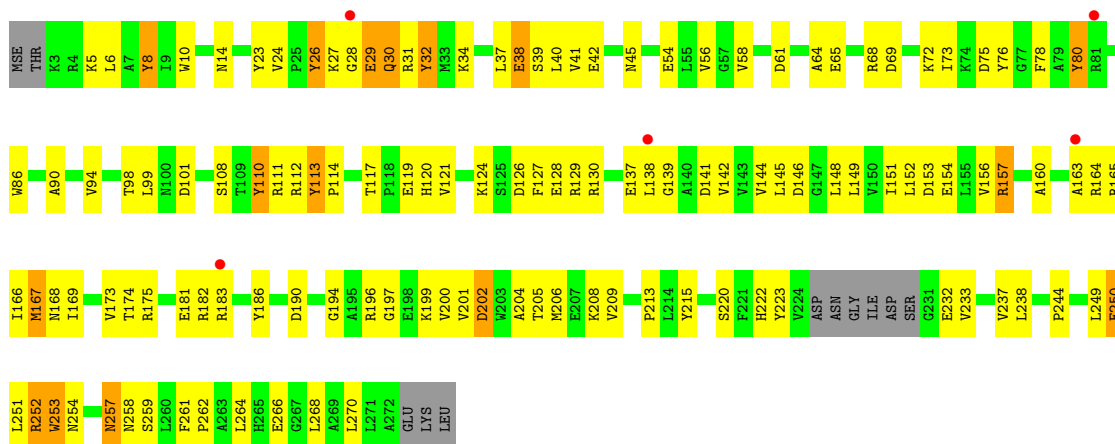 MSE THR K3 R4 K5 L6 A7 Y8 I9 W10 N14 Y23 V24 P25 Y26 K27 G28 E29 Q30 R31 Y32 M33 K34 L37 E38 S39 L40 V41 E42 N45 E54 L55 V56 G57 V58 D61 A64 E65 R68 D69 K72 I73 K74 D75 Y76 G77 F78 A79 Y80 R81
W86 A90 V94 T98 L99 N100 D101 S108 T109 Y110 R111 R112 Y113 P114 T117 P118 E119 H120 V121 K124 S125 D126 F127 E128 R129 R130 E137 L138 G139 A140 D141 V142 V143 V144 L145 D146 G147 L148 L149 V150 I151 L152 D153 E154 L155 V156 R157 A160 A163 R164 R165
I166 M167 N168 I169 V173 T174 R175 E181 R182 R183 Y186 D190 G194 A195 R196 G197 E198 K199 V200 V201 D202 W203 A204 T205 M206 E207 K208 V209 P213 L214 Y215 S220 F221 H222 Y223 V224 ASP ASN GLY ILE ASP SER G231 E232 V233 V237 L238 P244 L249
L251 R252 W253 N254 N257 N258 S259 L260 F261 P262 A263 L264 H265 E266 G267 L268 A269 L270 L271 A272 GLU LYS LEU